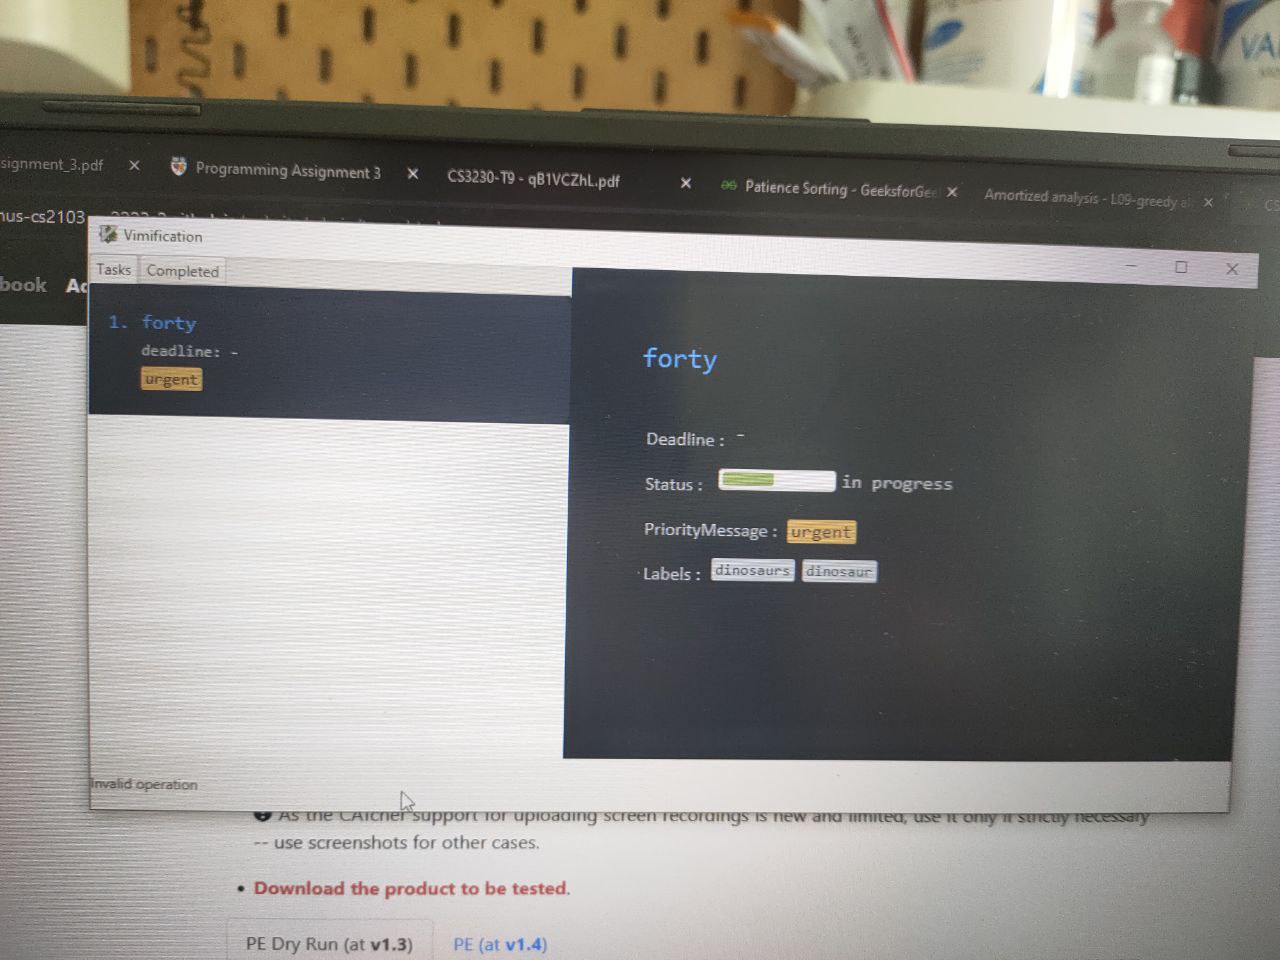 VA
signment_3.pdf
Programming Assignment 3
CS3230-T9 - qB1VCZhL.pdf
Patience Sorting - GeeksforGee
Amortized analysis - L09-greedy al
CS
nus-cs2103
book
Vimification
Tasks
Completed
1. forty
deadline: -
urgent
forty
Deadline : -
Status : in progress
PriorityMessage : urgent
Labels : dinosaurs dinosaur
Invalid operation
As the CATcher support for uploading screen recordings is new and limited, use it only if strictly necessary
-- use screenshots for other cases.
• Download the product to be tested.
PE Dry Run (at v1.3)
PE (at v1.4)